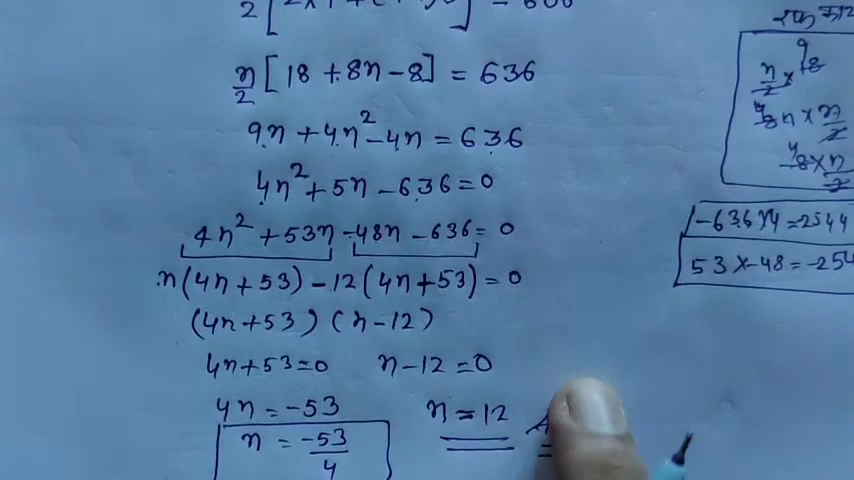 n/2 [ 18 + 8n - 8 ] = 636
9n + 4n² - 4n = 636
4n² + 5n - 636 = 0
4n² + 53n - 48n - 636 = 0
n(4n + 53) - 12(4n + 53) = 0
(4n + 53) (n - 12)
4n + 53 = 0 n - 12 = 0
4n = -53 n = 12
n = -53/4
-636×4 = 2544
53 × -48 = -254